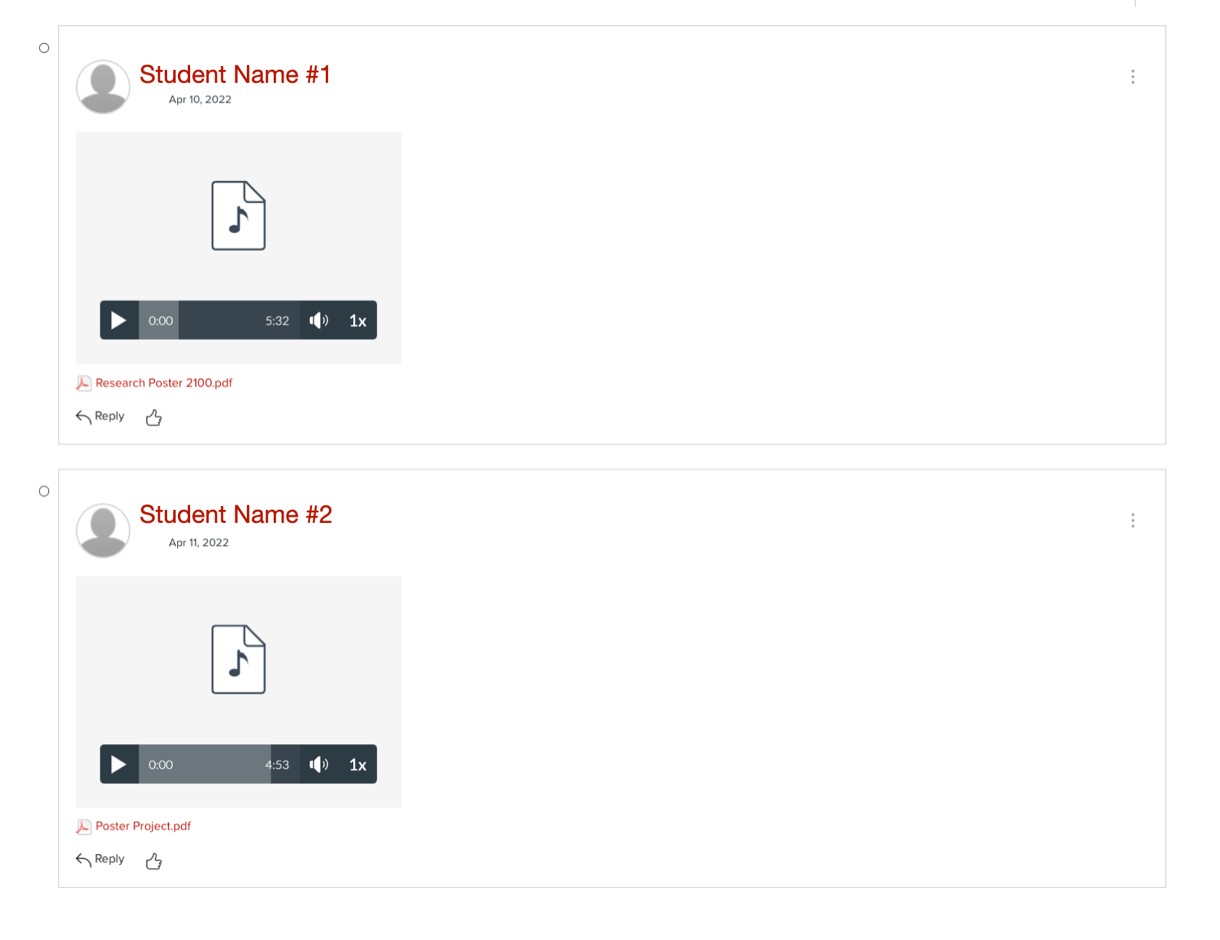 Student Name #1
Apr 10, 2022
0:00 5:32 1x
Research Poster 2100.pdf
Reply
Student Name #2
Apr 11, 2022
0:00 4:53 1x
Poster Project.pdf
Reply